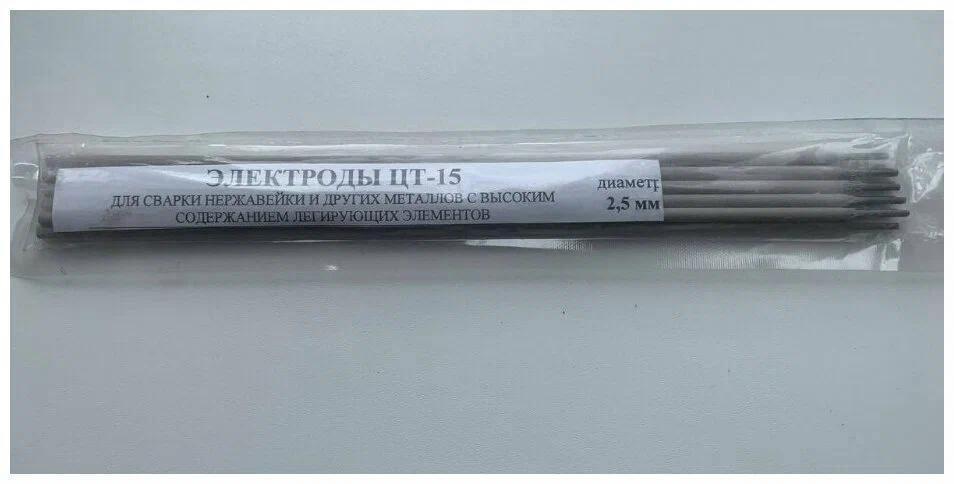 ЭЛЕКТРОДЫ ЦТ-15
ДЛЯ СВАРКИ НЕРЖАВЕЙКИ И ДРУГИХ МЕТАЛЛОВ С ВЫСОКИМ
СОДЕРЖАНИЕМ ЛЕГИРУЮЩИХ ЭЛЕМЕНТОВ
диаметр
2,5 мм